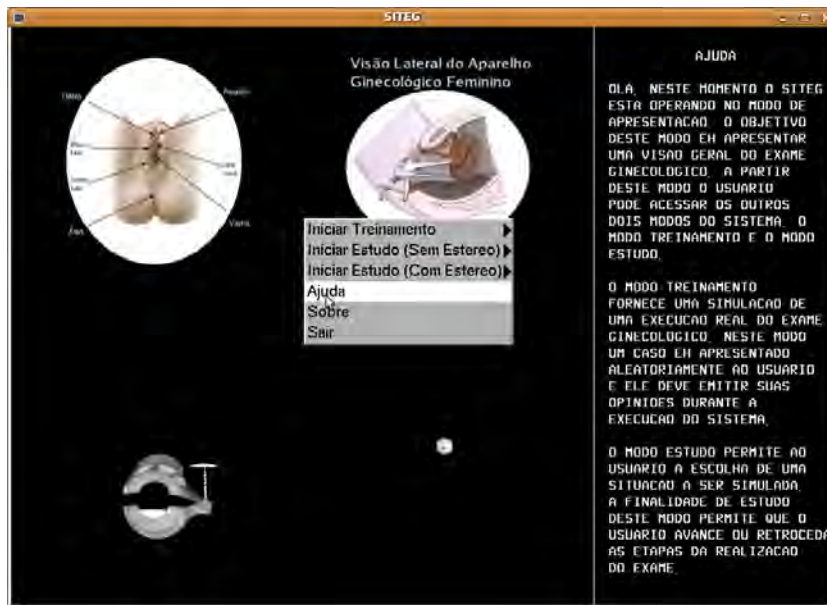 SITEG
Visão Lateral do Aparelho
Ginecológico Feminino
Ânus
Iniciar Treinamento
Iniciar Estudo (Sem Estereo)
Iniciar Estudo (Com Estereo)
Ajuda
Sobre
Sair
AJUDA
OLA, NESTE MOMENTO O SITEG
ESTA OPERANDO NO MODO DE
APRESENTACAO. O OBJETIVO
DESTE MODO EH APRESENTAR
UMA VISAO GERAL DO EXAME
GINECOLOGICO. A PARTIR
DESTE MODO O USUARIO
PODE ACESSAR OS OUTROS
DOIS MODOS DO SISTEMA. O
MODO TREINAMENTO E O MODO
ESTUDO.
O MODO TREINAMENTO
FORNECE UMA SIMULACAO DE
UMA EXECUCAO REAL DO EXAME
GINECOLOGICO. NESTE MODO
UM CASO EH APRESENTADO
ALEATORIAMENTE AO USUARIO
E ELE DEVE EMITIR SUAS
OPINIOES DURANTE A
EXECUCAO DO SISTEMA.
O MODO ESTUDO PERMITE AO
USUARIO A ESCOLHA DE UMA
SITUACAO A SER SIMULADA.
A FINALIDADE DE ESTUDO
DESTE MODO PERMITE QUE O
USUARIO AVANCE OU RETROCEDA
AS ETAPAS DA REALIZACAO
DO EXAME.